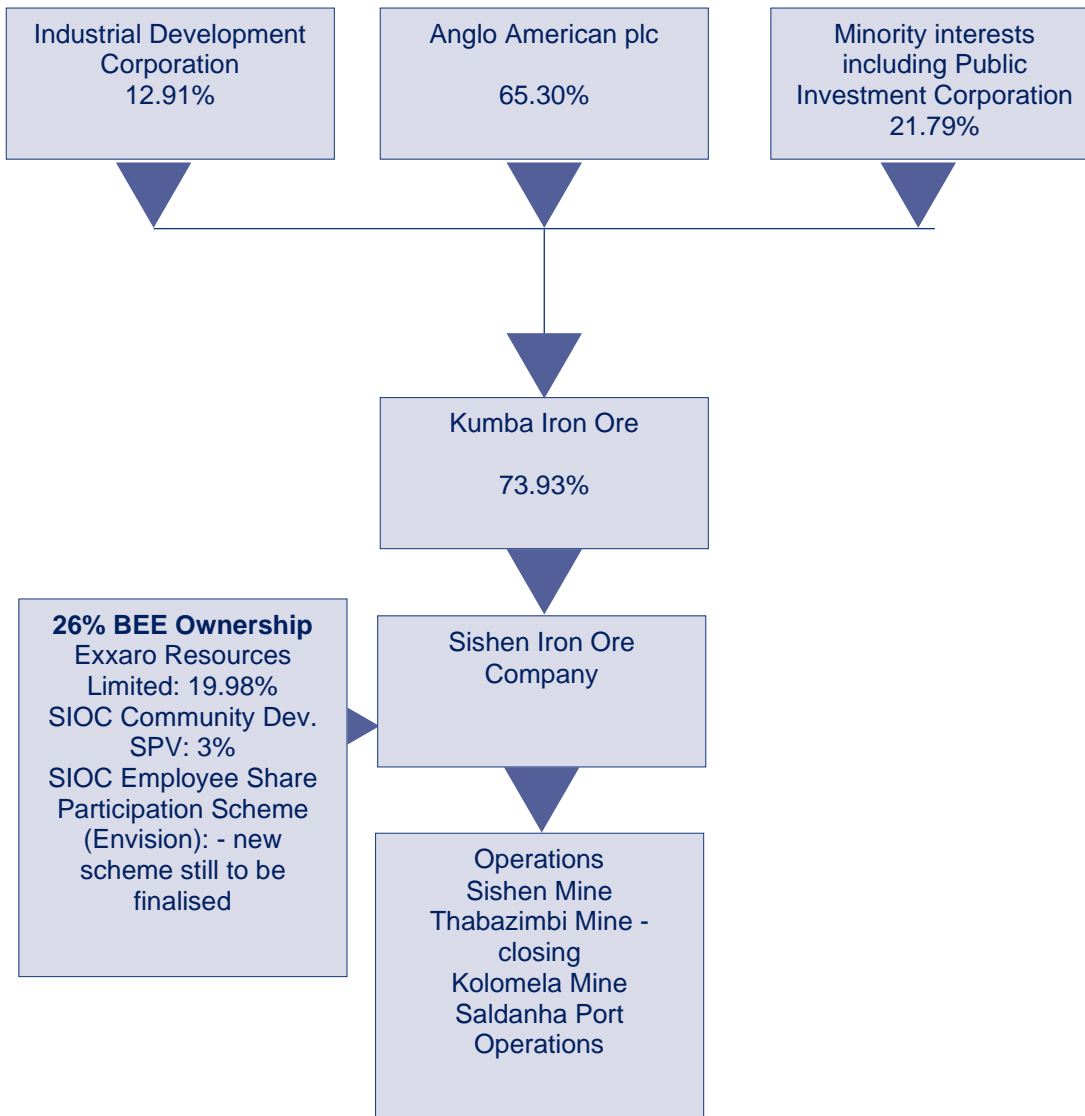 Industrial Development
Corporation
12.91%
Anglo American plc
65.30%
Minority interests
including Public
Investment Corporation
21.79%
Kumba Iron Ore
73.93%
26% BEE Ownership
Exxaro Resources
Limited: 19.98%
SIOC Community Dev.
SPV: 3%
SIOC Employee Share
Participation Scheme
(Envision): - new
scheme still to be
finalised
Sishen Iron Ore
Company
Operations
Sishen Mine
Thabazimbi Mine -
closing
Kolomela Mine
Saldanha Port
Operations